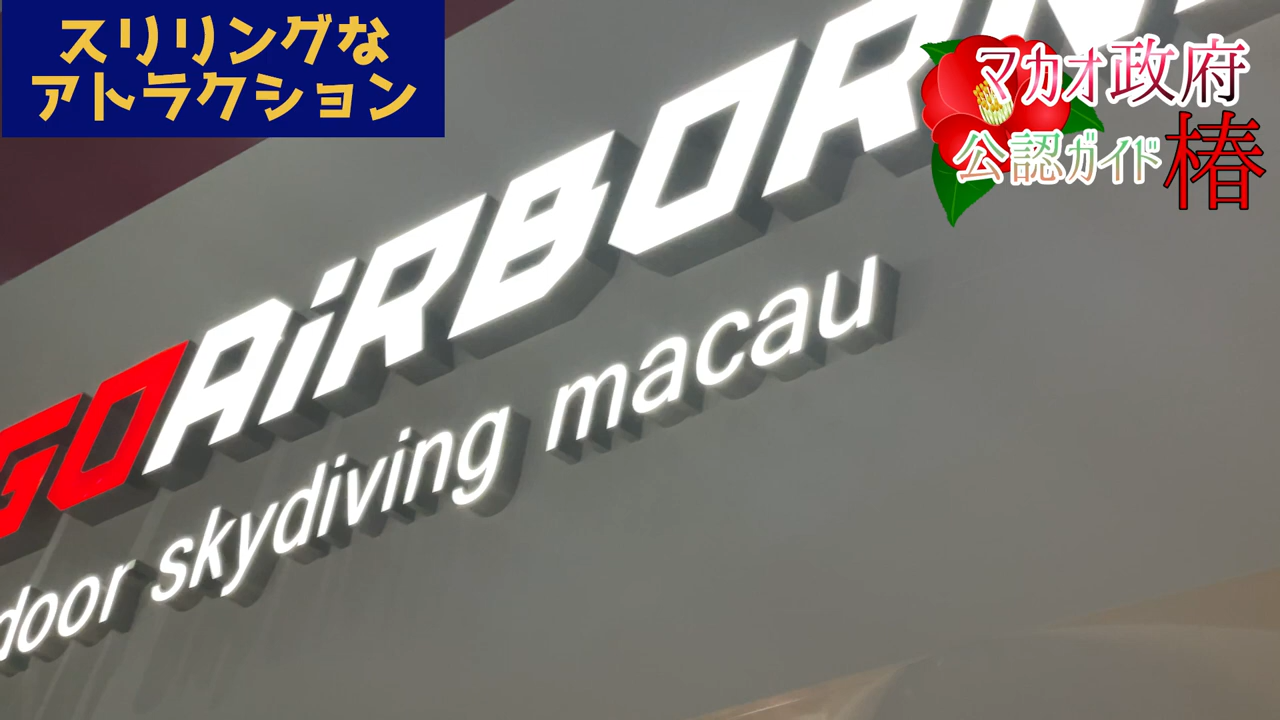 スリリングな
アトラクション
マカオ政府
公認ガイド椿
GOAiRBORN
door skydiving macau